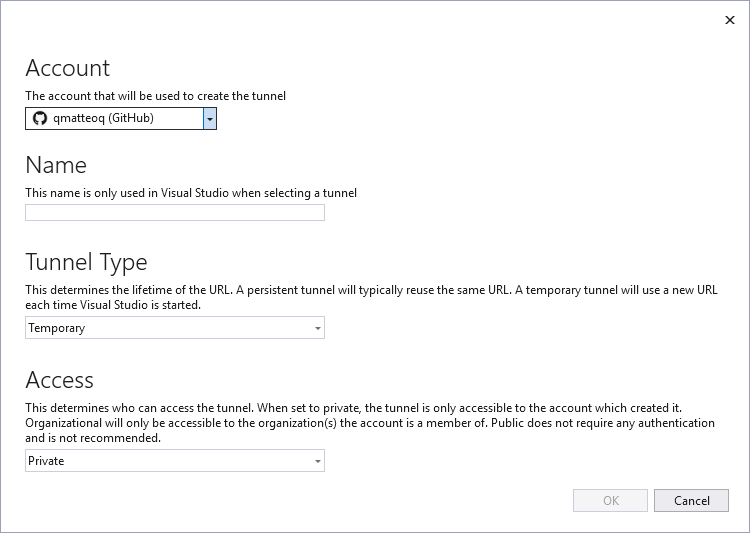 Account
The account that will be used to create the tunnel
qmatteoq (GitHub)
Name
This name is only used in Visual Studio when selecting a tunnel
Tunnel Type
This determines the lifetime of the URL. A persistent tunnel will typically reuse the same URL. A temporary tunnel will use a new URL
each time Visual Studio is started.
Temporary
Access
This determines who can access the tunnel. When set to private, the tunnel is only accessible to the account which created it.
Organizational will only be accessible to the organization(s) the account is a member of. Public does not require any authentication
and is not recommended.
Private
OK
Cancel